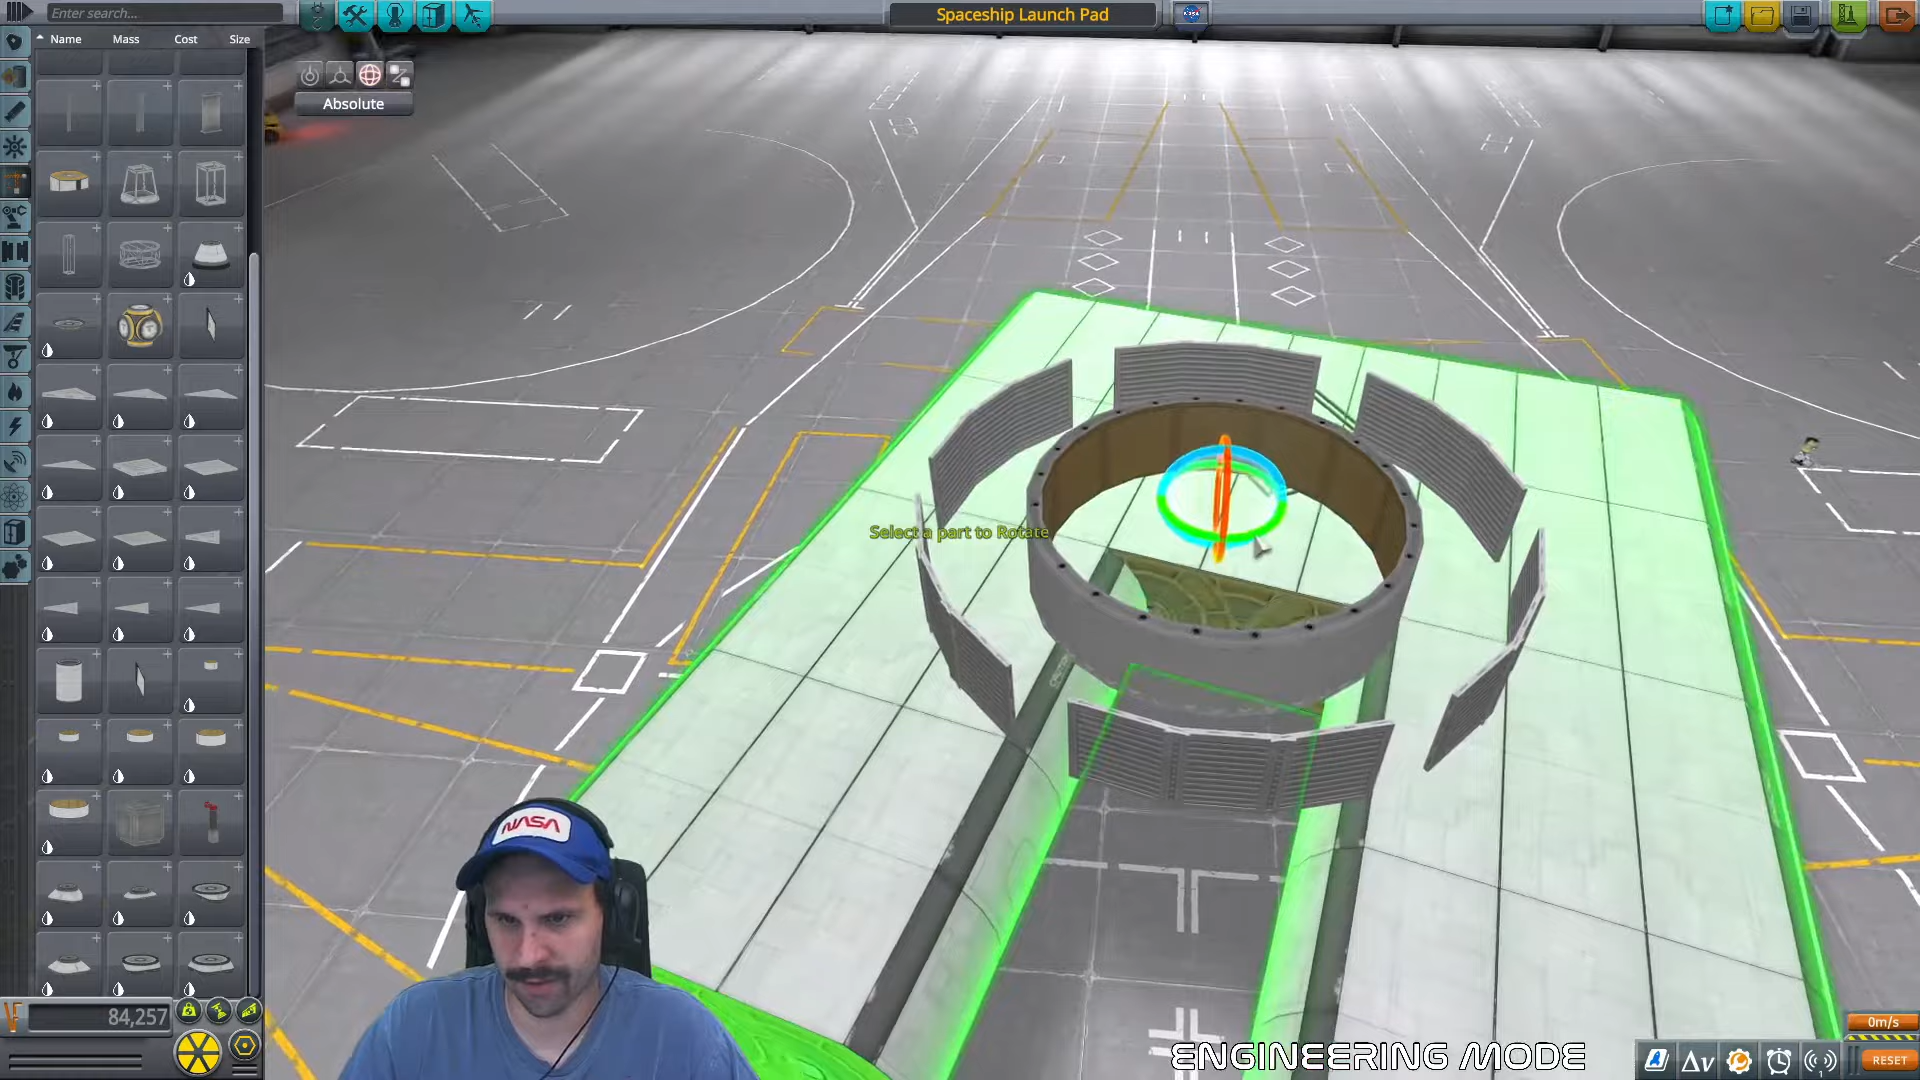 Enter search...
Spaceship Launch Pad
Name Mass Cost Size
Absolute
Select a part to Rotate
NASA
84,257
0m/s
ENGINEERING MODE
Δv
RESET